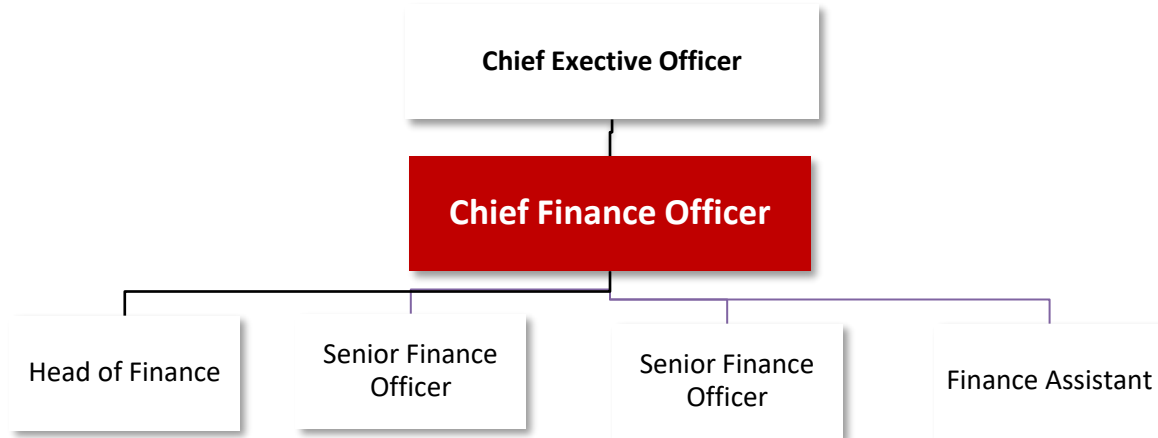 Chief Exective Officer
Chief Finance Officer
Head of Finance
Senior Finance
Officer
Senior Finance
Officer
Finance Assistant